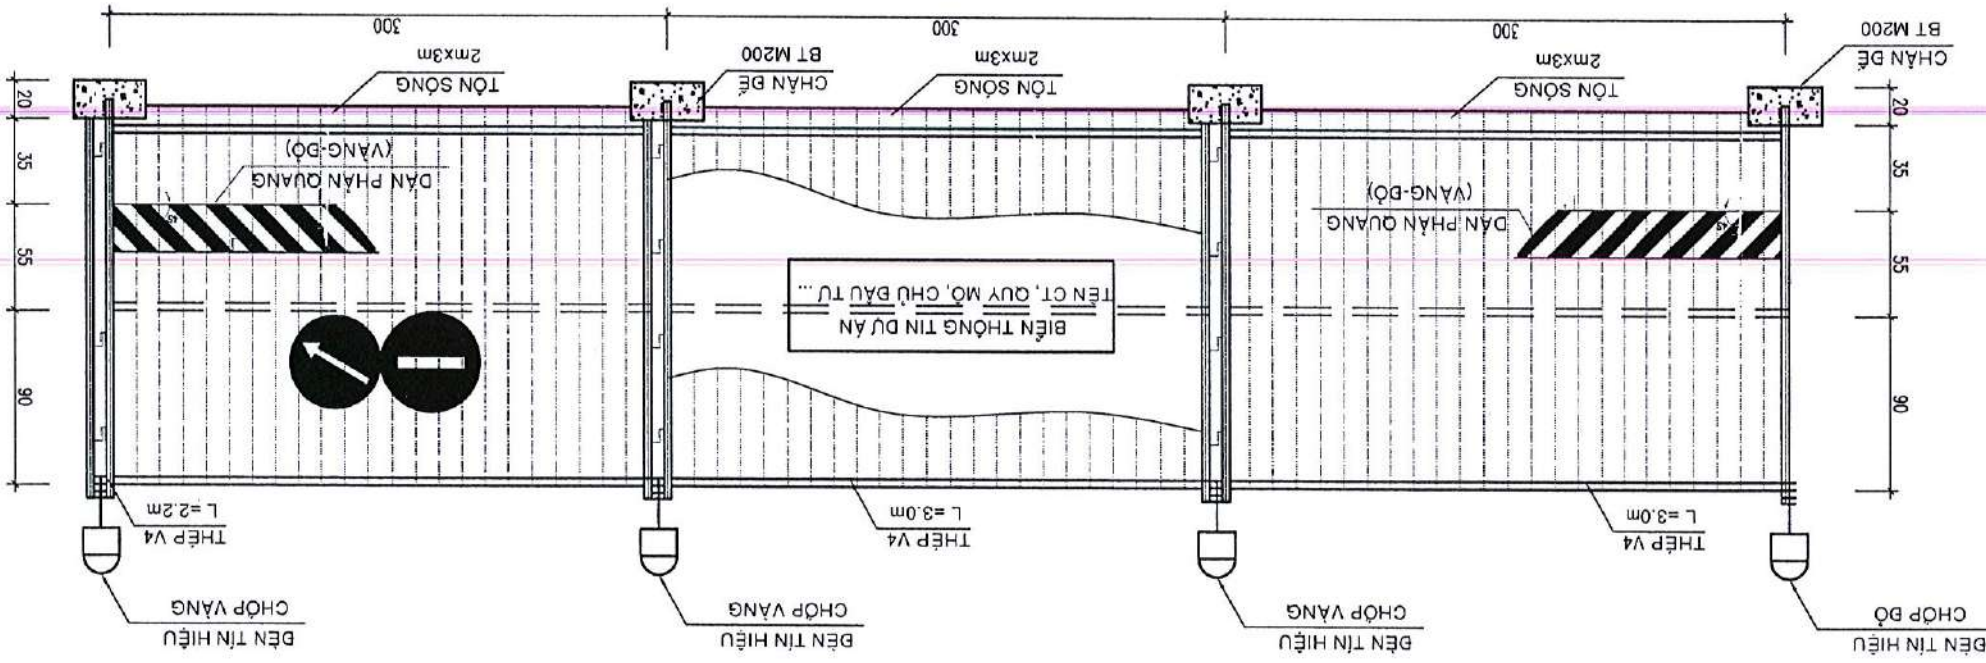 ĐÈN TÍN HIỆU
CHỚP ĐỎ
ĐÈN TÍN HIỆU
CHỚP VÀNG
ĐÈN TÍN HIỆU
CHỚP VÀNG
ĐÈN TÍN HIỆU
CHỚP VÀNG
THÉP V4
L =3.0m
THÉP V4
L =3.0m
THÉP V4
L =2.2m
90
90
BIỂN THÔNG TIN DỰ ÁN
TÊN CT, QUY MÔ, CHỦ ĐẦU TƯ ...
55
45
DÁN PHẢN QUANG
(VÀNG-ĐỎ)
DÁN PHẢN QUANG
(VÀNG-ĐỎ)
45
55
35
35
20
20
CHÂN ĐẾ
BT M200
TÔN SÓNG
2mx3m
TÔN SÓNG
2mx3m
CHÂN ĐẾ
BT M200
TÔN SÓNG
2mx3m
300
300
300